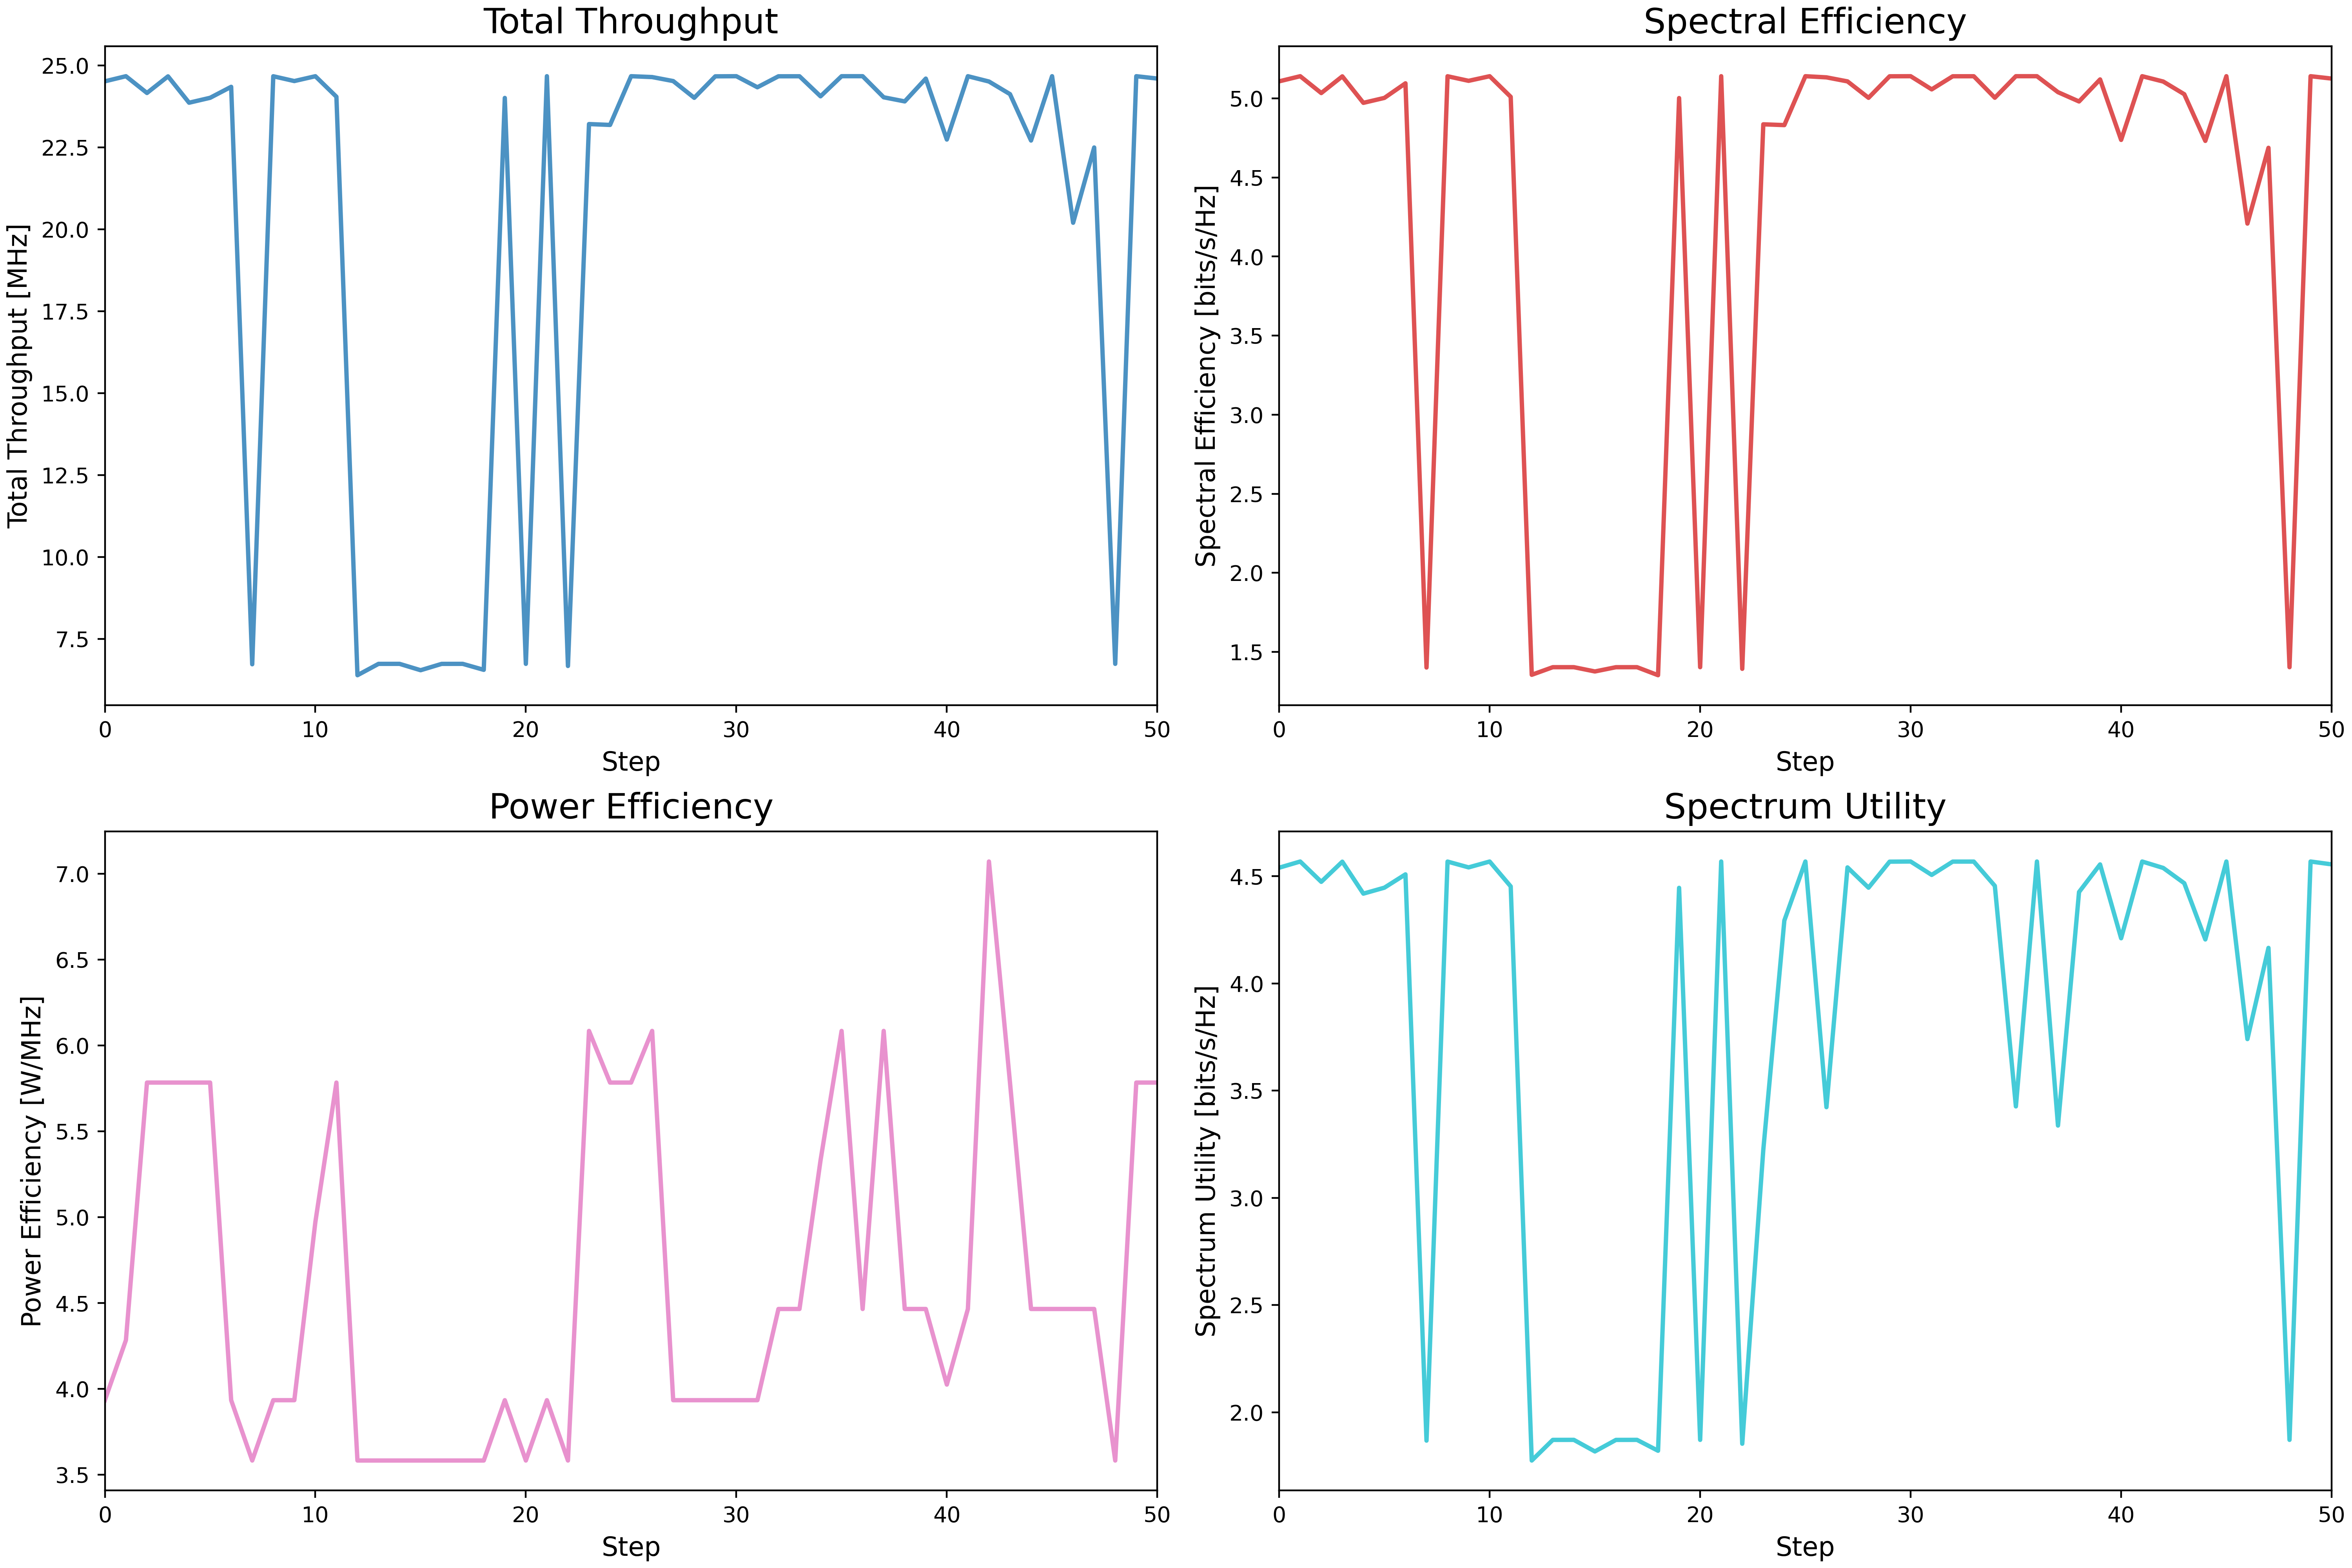 Total Throughput
Total Throughput [MHz]
25.0
22.5
20.0
17.5
15.0
12.5
10.0
7.5
0 10 20 30 40 50
Step
Spectral Efficiency
Spectral Efficiency [bits/s/Hz]
5.0
4.5
4.0
3.5
3.0
2.5
2.0
1.5
0 10 20 30 40 50
Step
Power Efficiency
Power Efficiency [W/MHz]
7.0
6.5
6.0
5.5
5.0
4.5
4.0
3.5
0 10 20 30 40 50
Step
Spectrum Utility
Spectrum Utility [bits/s/Hz]
4.5
4.0
3.5
3.0
2.5
2.0
0 10 20 30 40 50
Step